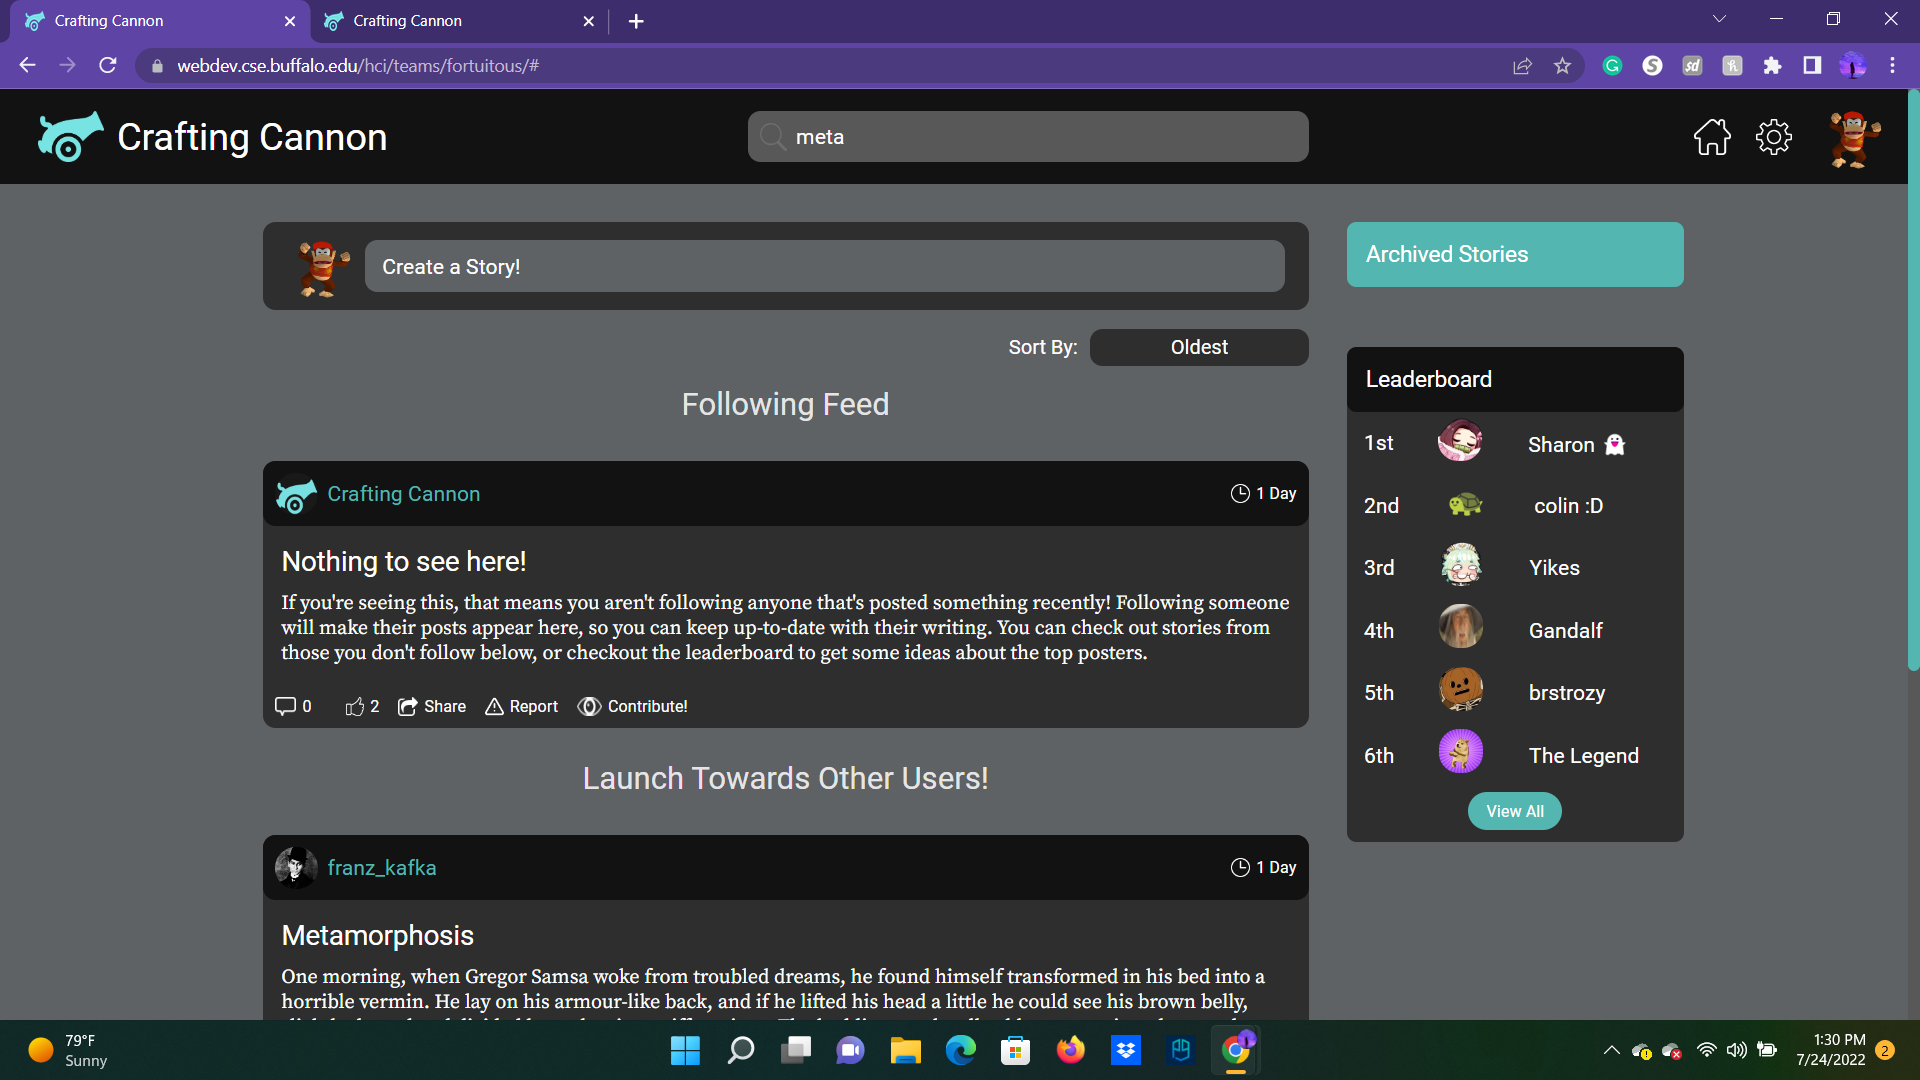 Crafting Cannon
Crafting Cannon
webdev.cse.buffalo.edu/hci/teams/fortuitous/#
Crafting Cannon
meta
Create a Story!
Archived Stories
Sort By:
Oldest
Following Feed
Crafting Cannon
1 Day
Nothing to see here!
If you're seeing this, that means you aren't following anyone that's posted something recently! Following someone
will make their posts appear here, so you can keep up-to-date with their writing. You can check out stories from
those you don't follow below, or checkout the leaderboard to get some ideas about the top posters.
0
2
Share
Report
Contribute!
Launch Towards Other Users!
franz_kafka
1 Day
Metamorphosis
One morning, when Gregor Samsa woke from troubled dreams, he found himself transformed in his bed into a
horrible vermin. He lay on his armour-like back, and if he lifted his head a little he could see his brown belly,
Leaderboard
1st Sharon
2nd colin :D
3rd Yikes
4th Gandalf
5th brstrozy
6th The Legend
View All
79°F
Sunny
1:30 PM
7/24/2022
2